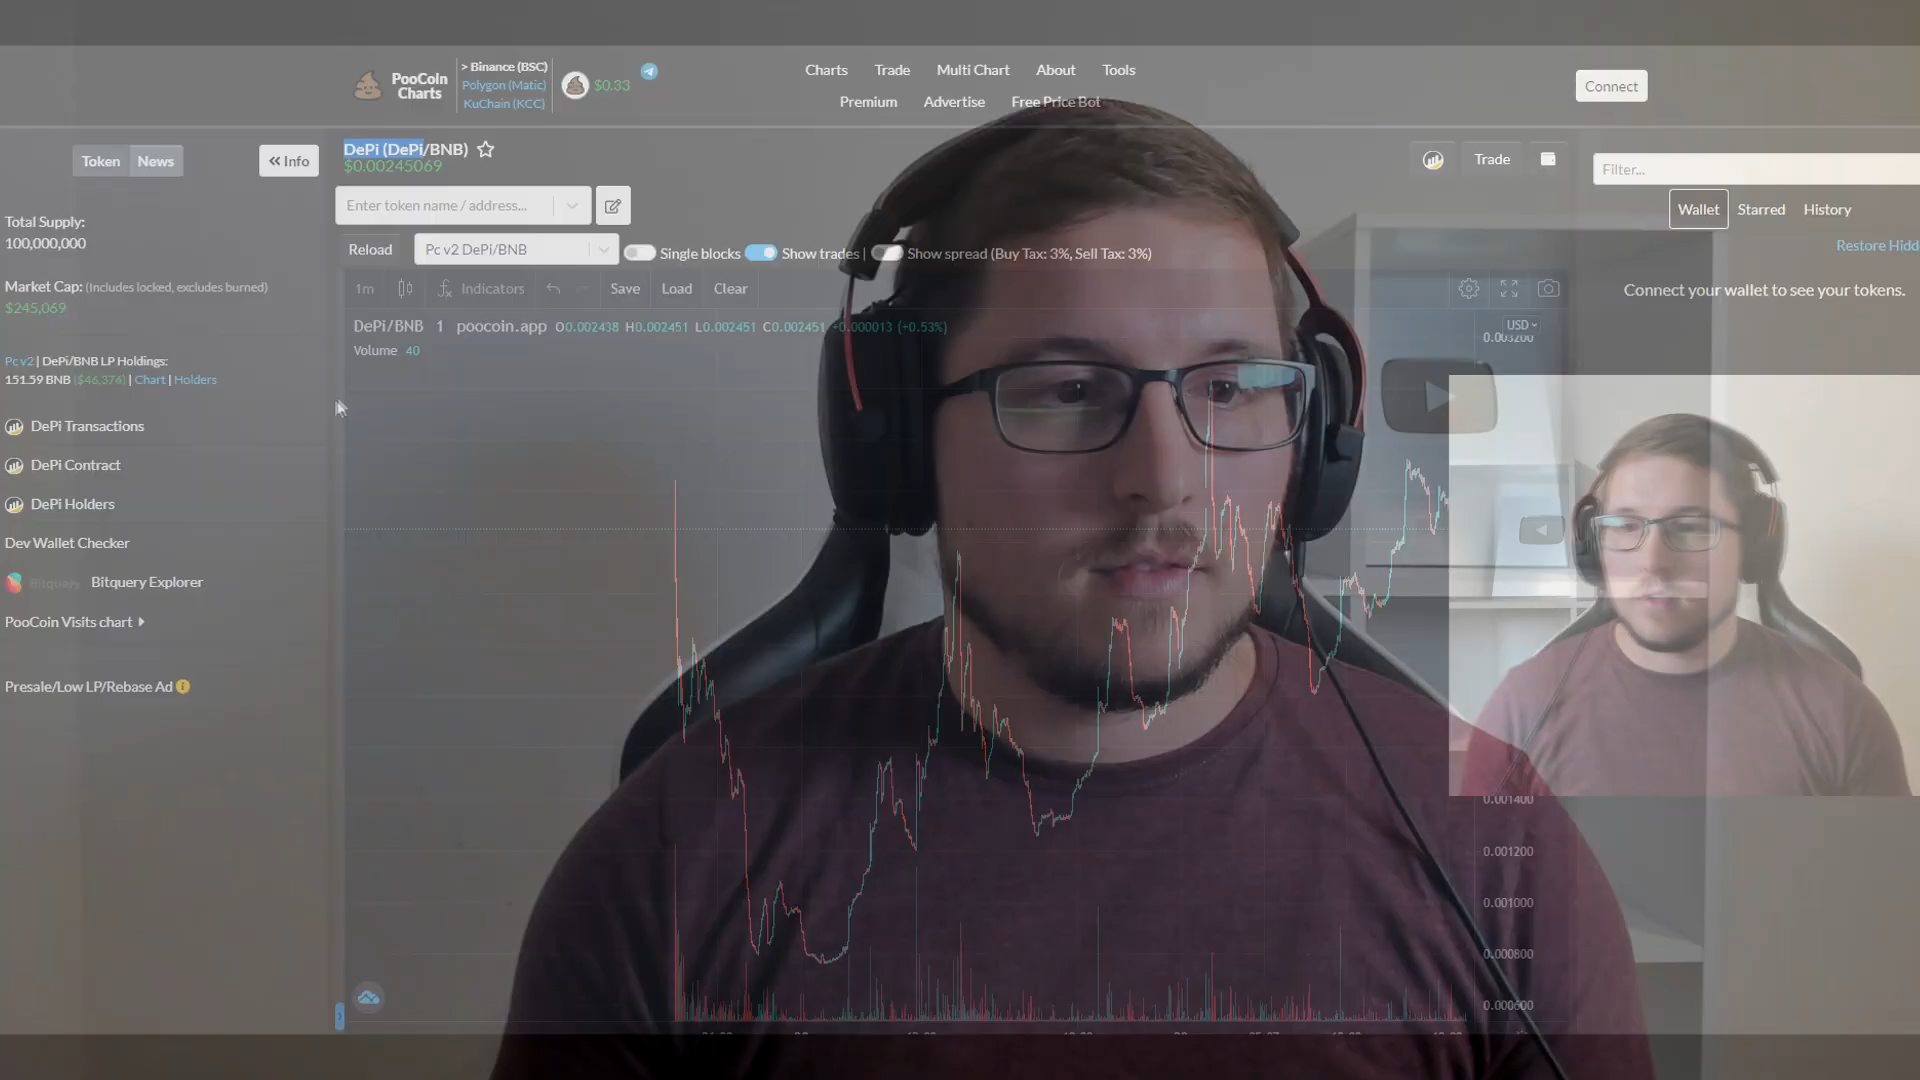 PooCoin
Charts
> Binance (BSC)
Polygon (Matic)
KuChain (KCC)
$0.33
Charts Trade Multi Chart About Tools
Premium Advertise Free Price Bot
Connect
Token News
Info
DePi (DePi/BNB)
$0.00245069
Trade
Filter...
Enter token name / address...
Wallet Starred History
Total Supply:
100,000,000
Restore Hidd
Reload
Pc v2 DePi/BNB
Single blocks
Show trades |
Show spread (Buy Tax: 3%, Sell Tax: 3%)
Market Cap: (Includes locked, excludes burned)
$245,069
1m
Indicators
Save Load Clear
Connect your wallet to see your tokens.
DePi/BNB 1 poocoin.app O0.002438 H0.002451 L0.002451 C0.002451 +0.000013 (+0.53%)
USD
0.003200
Volume 40
Pc v2 | DePi/BNB LP Holdings:
151.59 BNB ($46,376) | Chart | Holders
DePi Transactions
DePi Contract
DePi Holders
Dev Wallet Checker
Bitquery Bitquery Explorer
PooCoin Visits chart
Presale/Low LP/Rebase Ad
0.001400
0.001200
0.001000
0.000800
0.000600